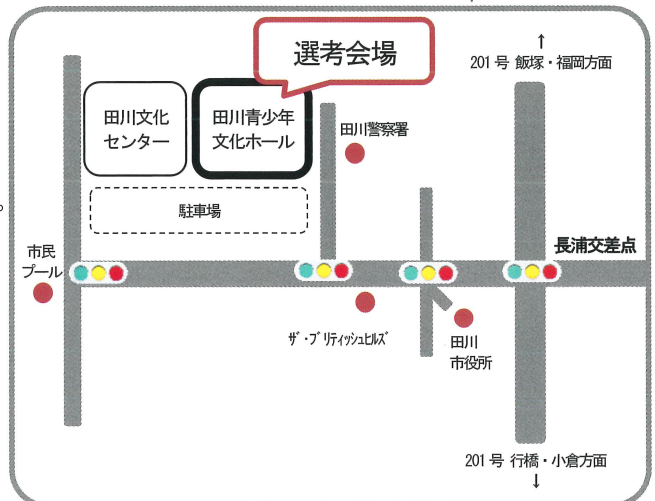 選考会場
↑
201号 飯塚・福岡方面
田川文化
センター
田川青少年
文化ホール
田川警察署
駐車場
長浦交差点
市民
プール
ザ・ブリティッシュヒルズ
田川
市役所
201号 行橋・小倉方面
↓